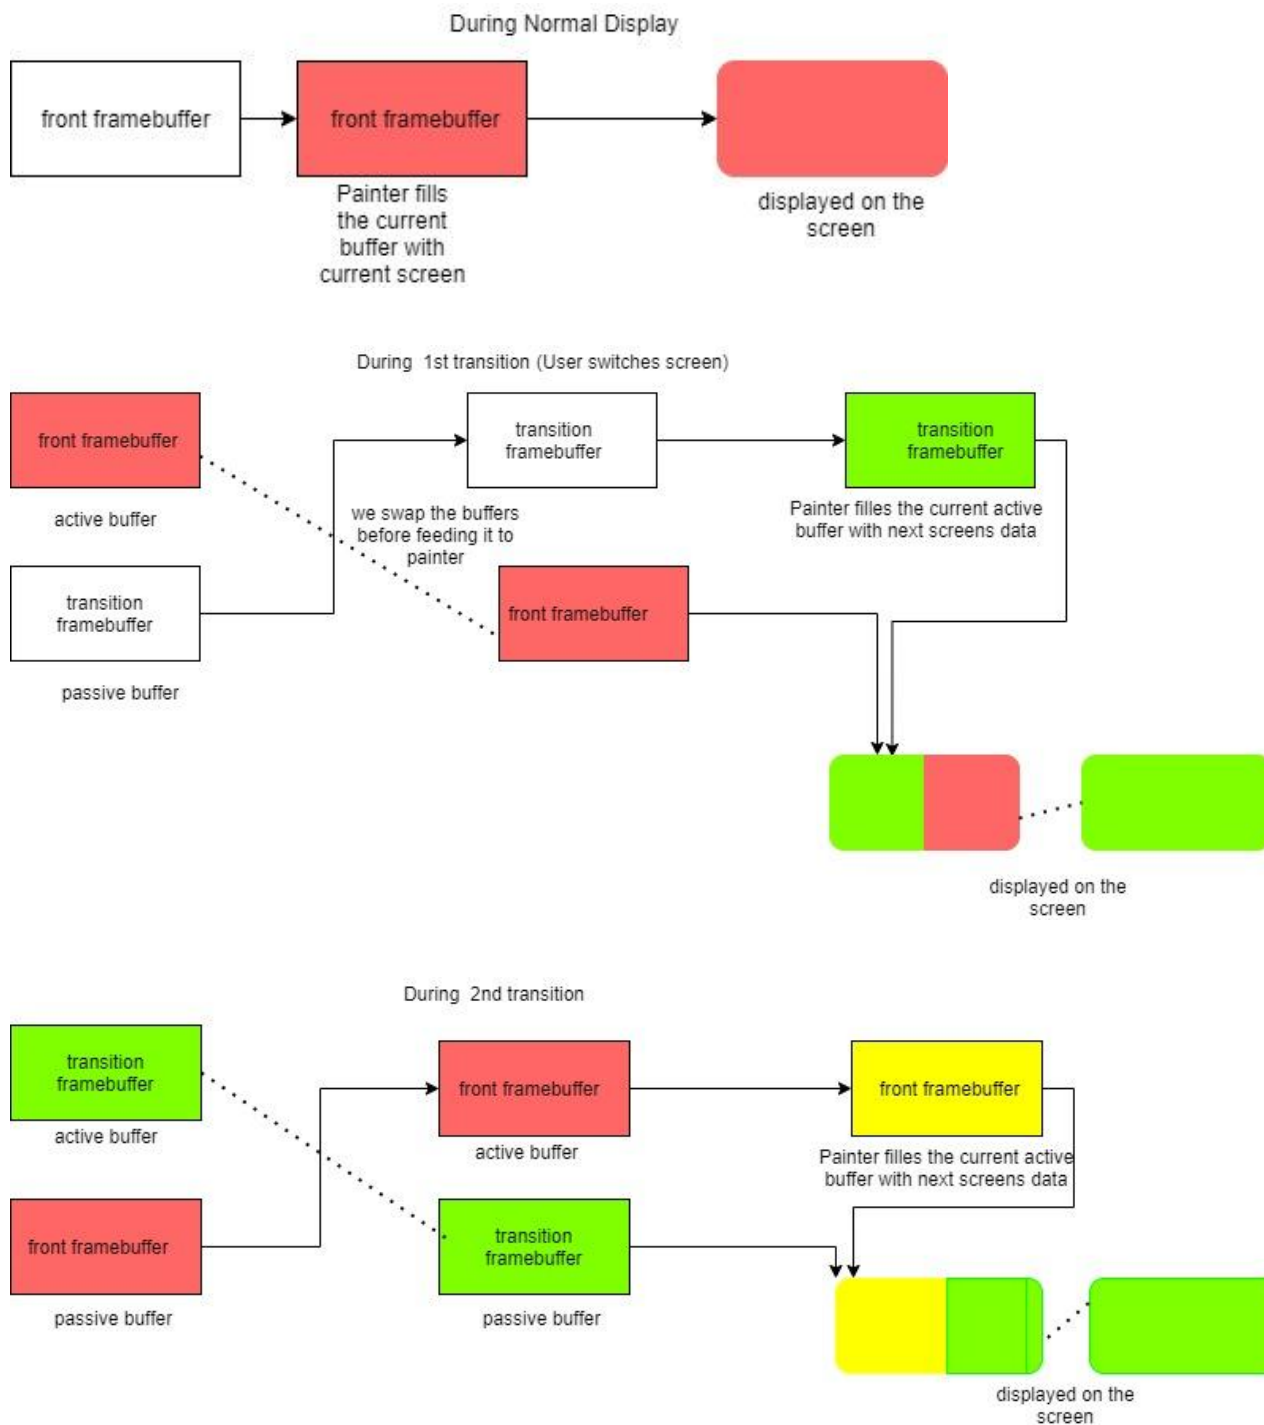 During Normal Display
front framebuffer
front framebuffer
Painter fills
the current
buffer with
current screen
displayed on the
screen
During 1st transition (User switches screen)
front framebuffer
active buffer
transition
framebuffer
passive buffer
transition
framebuffer
we swap the buffers
before feeding it to
painter
front framebuffer
transition
framebuffer
Painter filles the current active
buffer with next screens data
displayed on the
screen
During 2nd transition
transition
framebuffer
active buffer
front framebuffer
passive buffer
front framebuffer
active buffer
transition
framebuffer
passive buffer
front framebuffer
Painter filles the current active
buffer with next screens data
displayed on the
screen